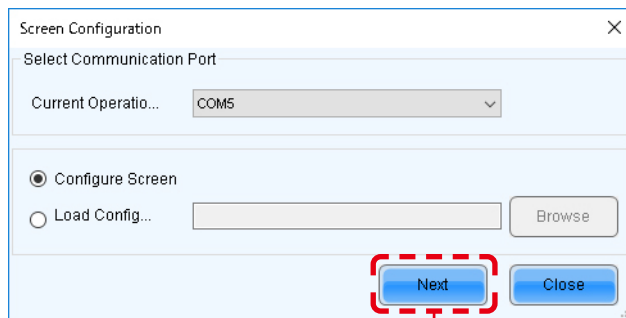 Screen Configuration
Select Communication Port
Current Operatio...
COM5
Configure Screen
Load Config...
Browse
Next
Close